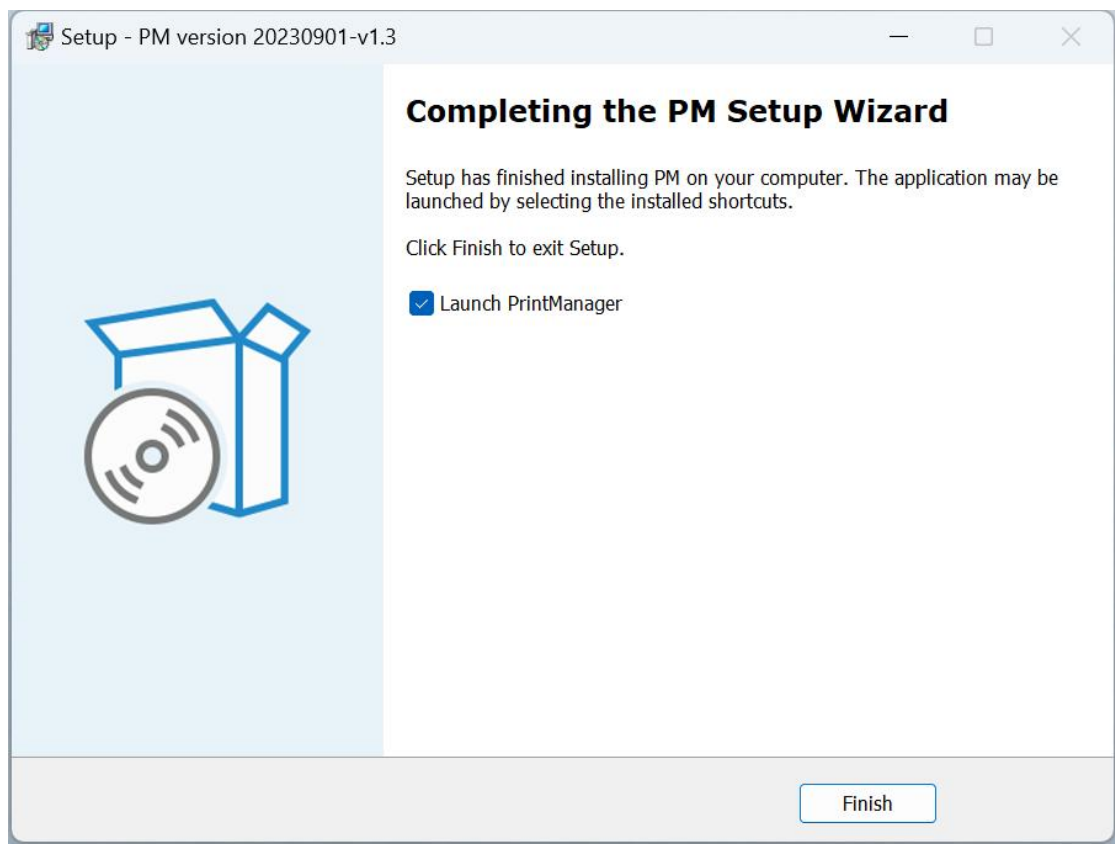 Setup - PM version 20230901-v1.3
Completing the PM Setup Wizard
Setup has finished installing PM on your computer. The application may be
launched by selecting the installed shortcuts.
Click Finish to exit Setup.
Launch PrintManager
Finish